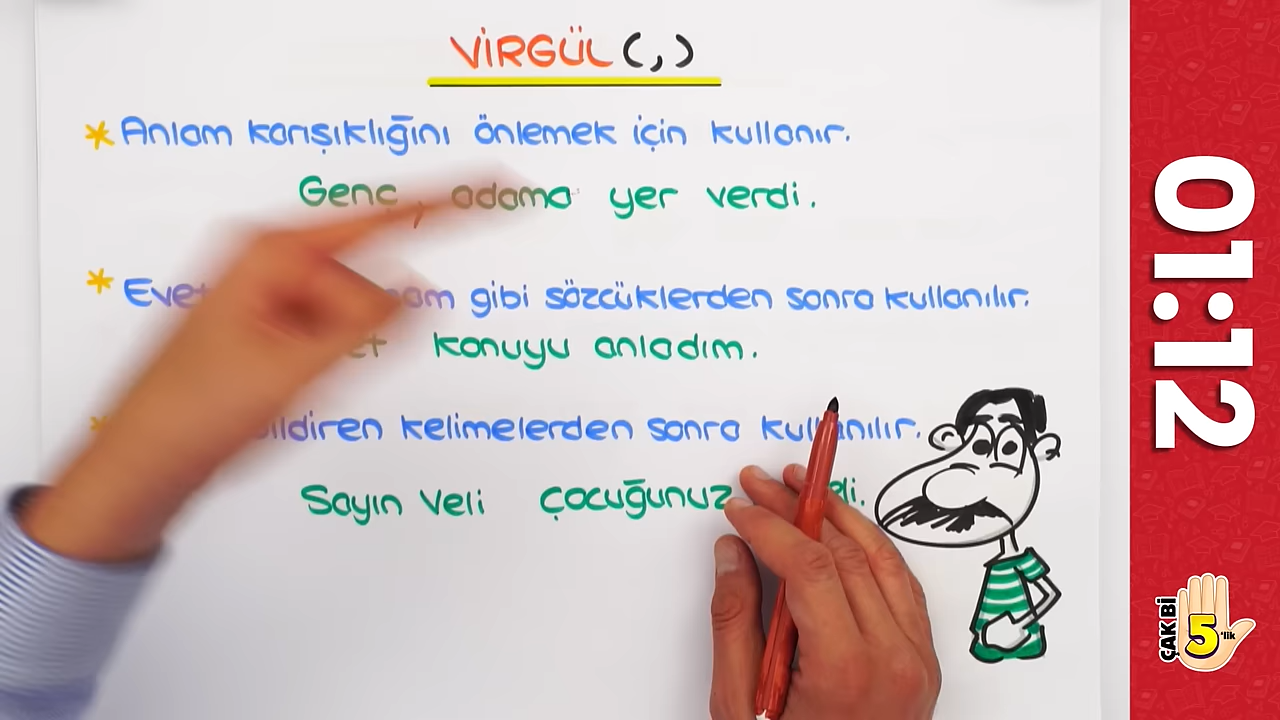 VİRGÜL (,)
* Anlam karışıklığını önlemek için kullanır.
Genç, adama yer verdi.
* gibi sözcüklerden sonra kullanılır.
konuyu anladım.
kelimelerden sonra kullanılır.
Sayın Veli çocuğunuz
01:12
ÇAK Bİ 5'lik